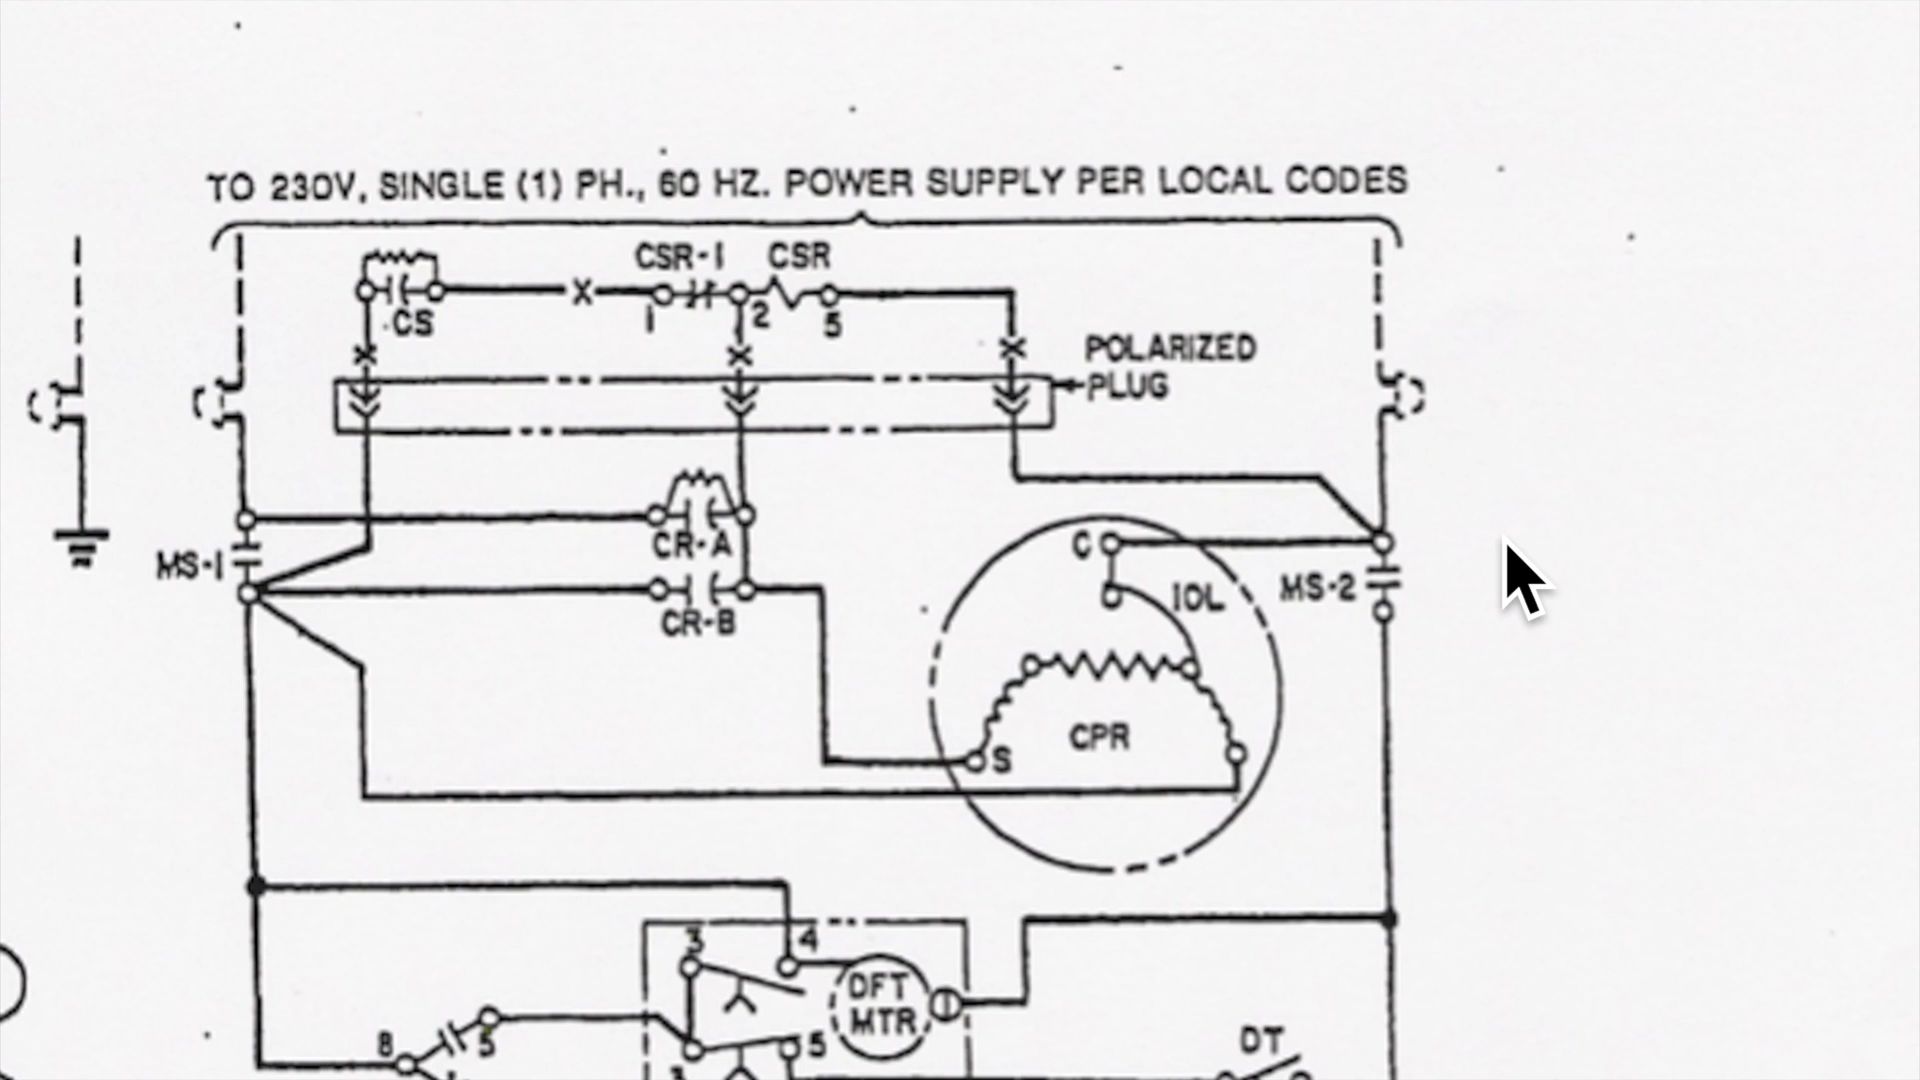 TO 230V, SINGLE (1) PH., 60 HZ. POWER SUPPLY PER LOCAL CODES
CSR-1 CSR
CS
1 2 5
POLARIZED
PLUG
CR-A
C
MS-1
IOL
MS-2
CR-B
CPR
S
3 4
DFT
MTR
8 5
5
DT